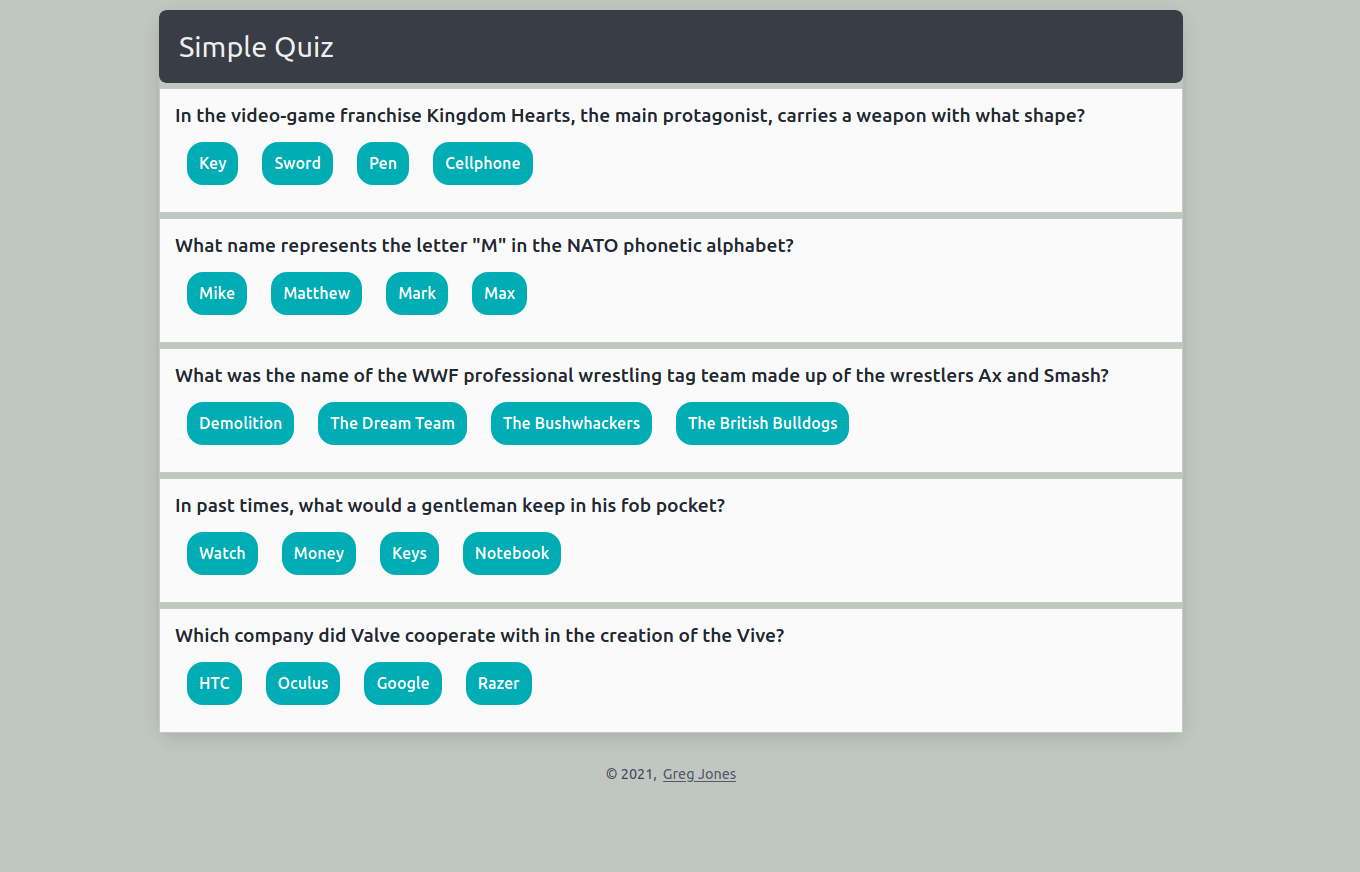 Simple Quiz
In the video-game franchise Kingdom Hearts, the main protagonist, carries a weapon with what shape?
Key Sword Pen Cellphone
What name represents the letter "M" in the NATO phonetic alphabet?
Mike Matthew Mark Max
What was the name of the WWF professional wrestling tag team made up of the wrestlers Ax and Smash?
Demolition The Dream Team The Bushwhackers The British Bulldogs
In past times, what would a gentleman keep in his fob pocket?
Watch Money Keys Notebook
Which company did Valve cooperate with in the creation of the Vive?
HTC Oculus Google Razer
© 2021, Greg Jones